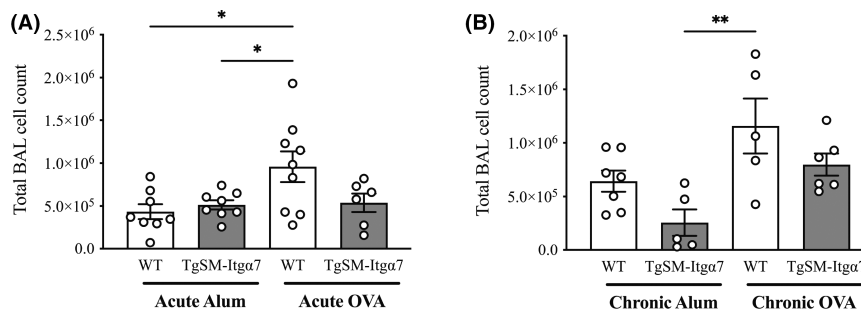 (A)
*
*
Total BAL cell count
2.5×10⁶
2.0×10⁶
1.5×10⁶
1.0×10⁶
5.0×10⁵
0.0
WT TgSM-Itgα7 WT TgSM-Itgα7
Acute Alum Acute OVA
(B)
**
Total BAL cell count
2.0×10⁶
1.5×10⁶
1.0×10⁶
5.0×10⁵
0.0
WT TgSM-Itgα7 WT TgSM-Itgα7
Chronic Alum Chronic OVA